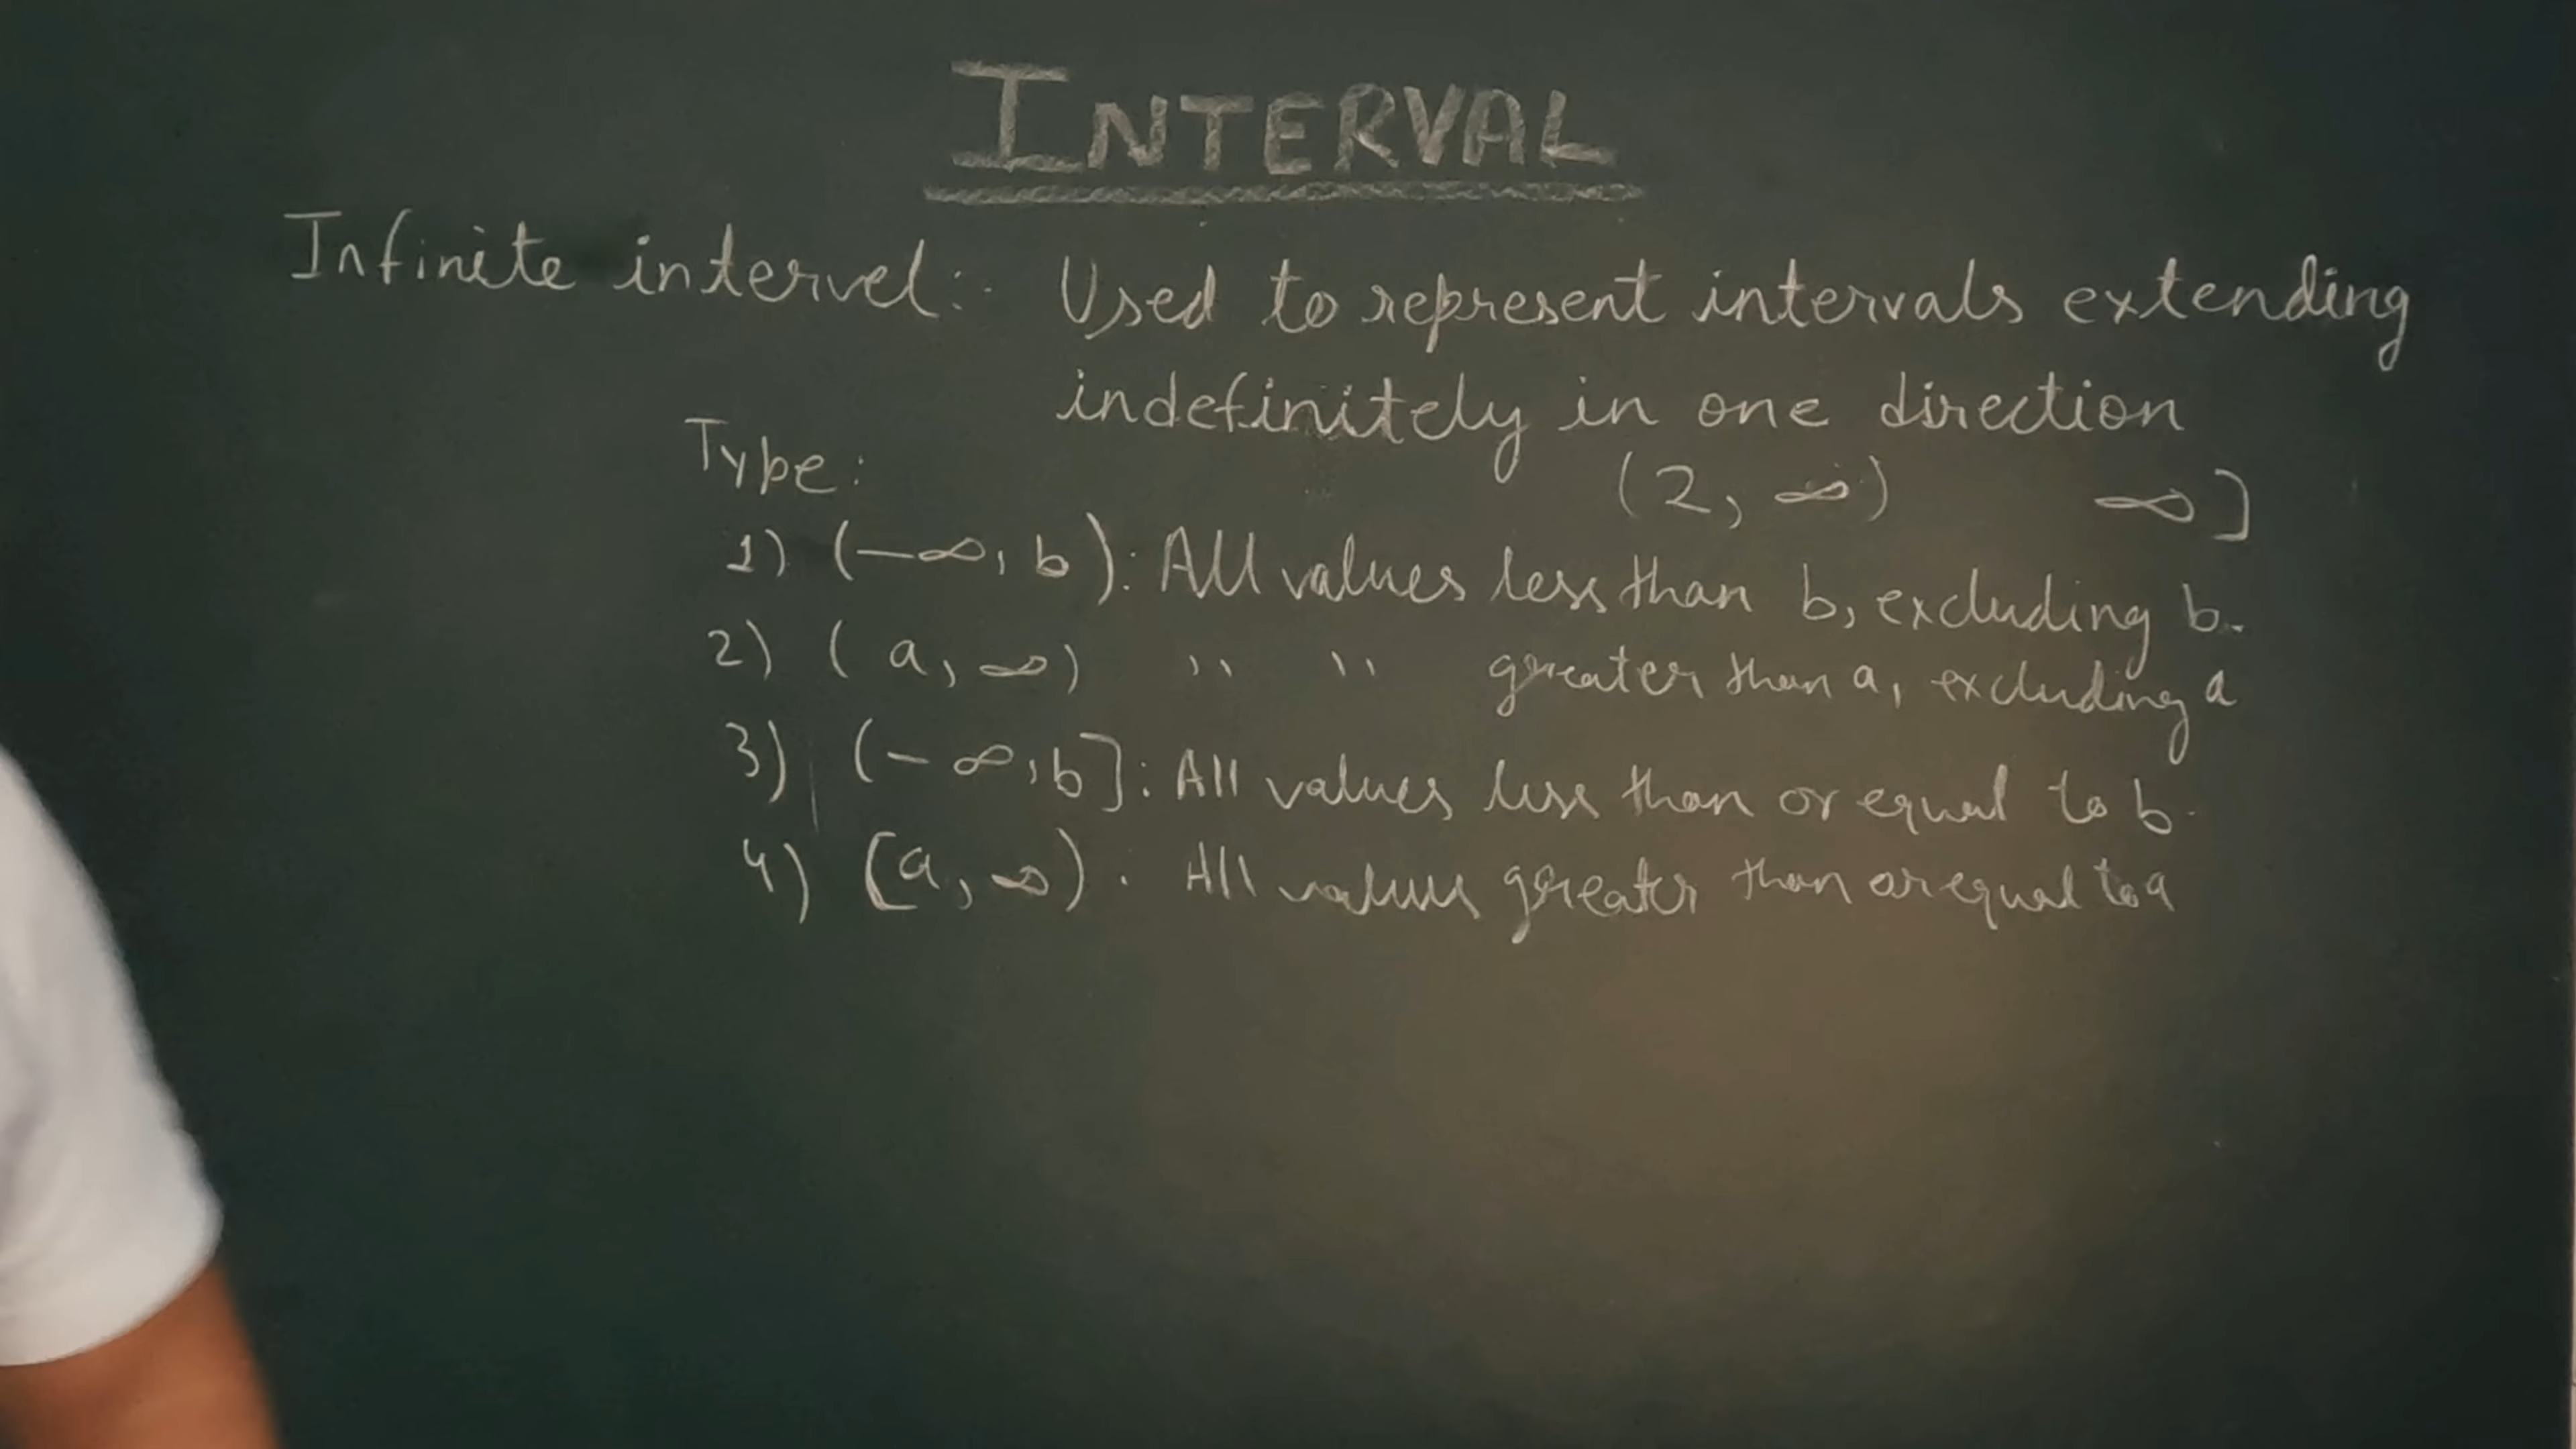 INTERVAL
Infinite intervel:- Used to represent intervals extending
indefinitely in one direction
Type:
(2, ∞) ∞]
1) (-∞, b): All values less than b, excluding b.
2) (a, ∞) '' '' greater than a, excluding a
3) (-∞, b]: All values less than or equal to b.
4) [a, ∞). All values greater than or equal to a